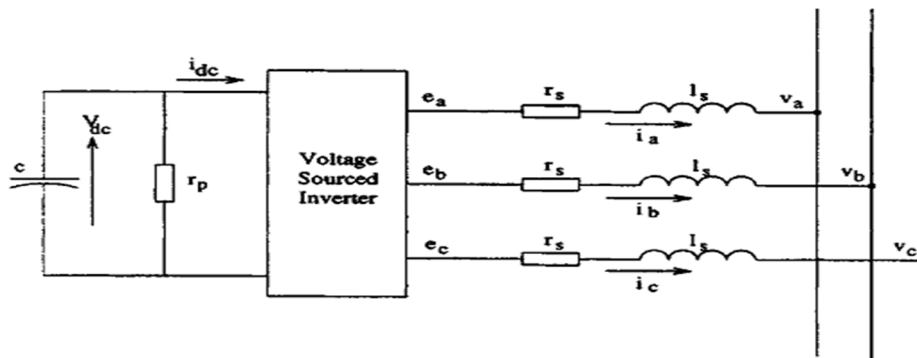 i_dc
r_s
l_s
v_a
e_a
V_dc
i_a
c
r_p
Voltage
Sourced
Inverter
e_b
r_s
l_s
v_b
i_b
e_c
r_s
l_s
v_c
i_c